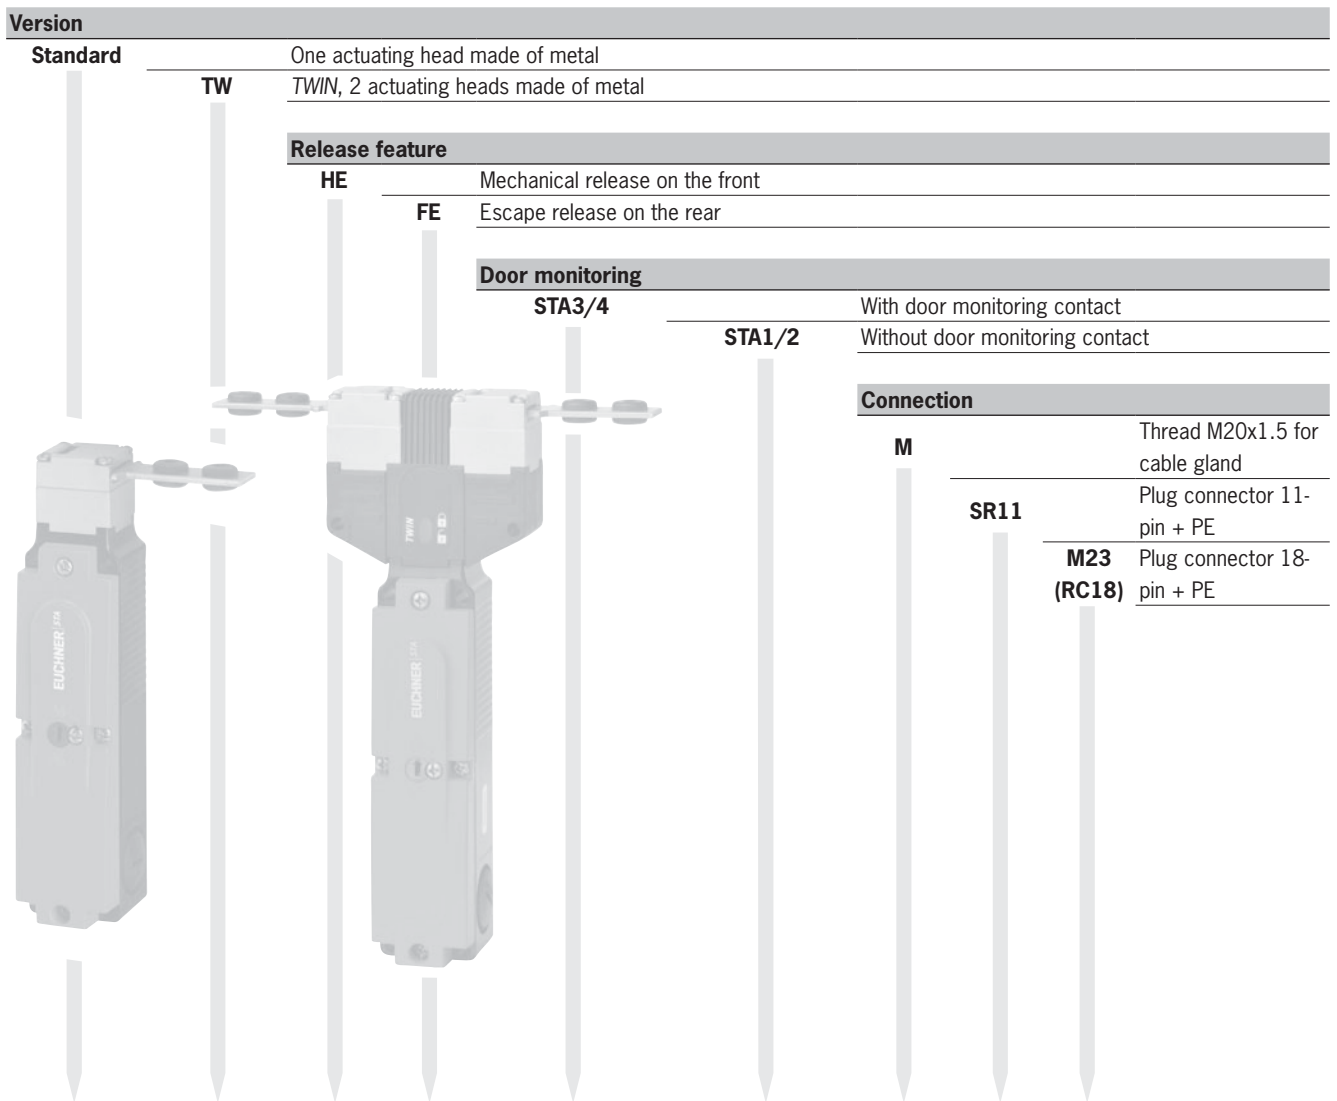 Version
Standard One actuating head made of metal
TW TWIN, 2 actuating heads made of metal
Release feature
HE Mechanical release on the front
FE Escape release on the rear
Door monitoring
STA3/4 With door monitoring contact
STA1/2 Without door monitoring contact
Connection
M Thread M20x1.5 for
cable gland
SR11 Plug connector 11-
pin + PE
M23 Plug connector 18-
(RC18) pin + PE
TWIN
EUCHNER STA
EUCHNER STA